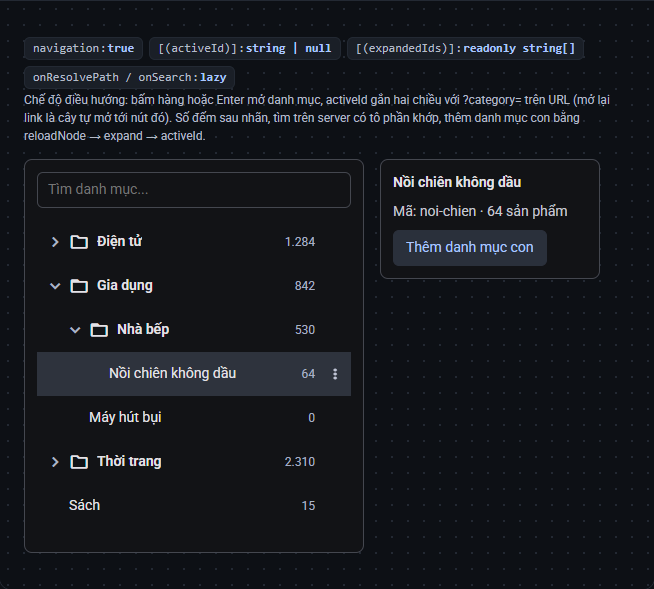 navigation:true [(activeId)]:string | null [(expandedIds)]:readonly string[]
onResolvePath / onSearch:lazy
Chế độ điều hướng: bấm hàng hoặc Enter mở danh mục, activeId gắn hai chiều với ?category= trên URL (mở lại
link là cây tự mở tới nút đó). Số đếm sau nhãn, tìm trên server có tô phần khớp, thêm danh mục con bằng
reloadNode → expand → activeId.
Tìm danh mục...
Điện tử 1.284
Gia dụng 842
Nhà bếp 530
Nồi chiên không dầu 64
Máy hút bụi 0
Thời trang 2.310
Sách 15
Nồi chiên không dầu
Mã: noi-chien · 64 sản phẩm
Thêm danh mục con